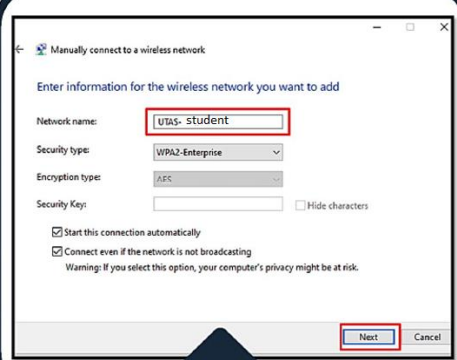 Manually connect to a wireless network
Enter information for the wireless network you want to add
Network name: UTAS- student
Security type: WPA2-Enterprise
Encryption type: AES
Security Key: Hide characters
Start this connection automatically
Connect even if the network is not broadcasting
Warning: If you select this option, your computer's privacy might be at risk.
Next Cancel